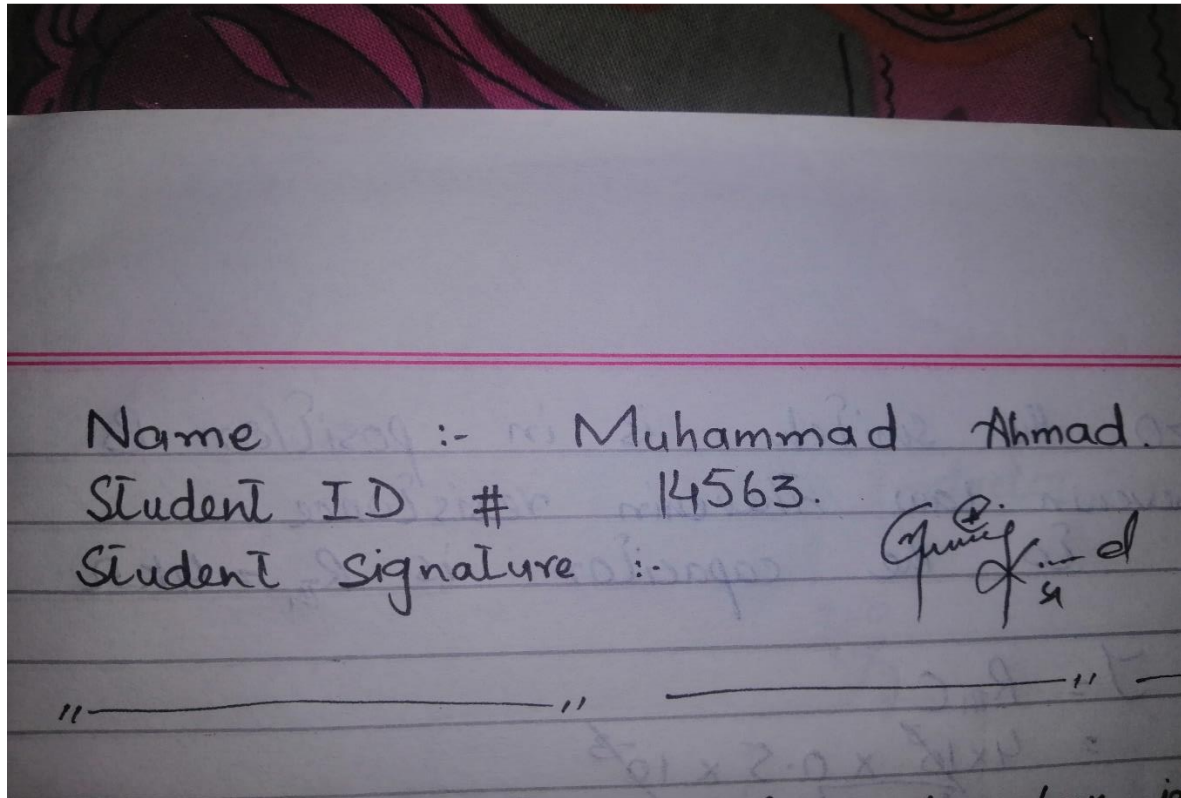 Name :- Muhammad Ahmad.
Student ID # 14563.
Student Signature :-